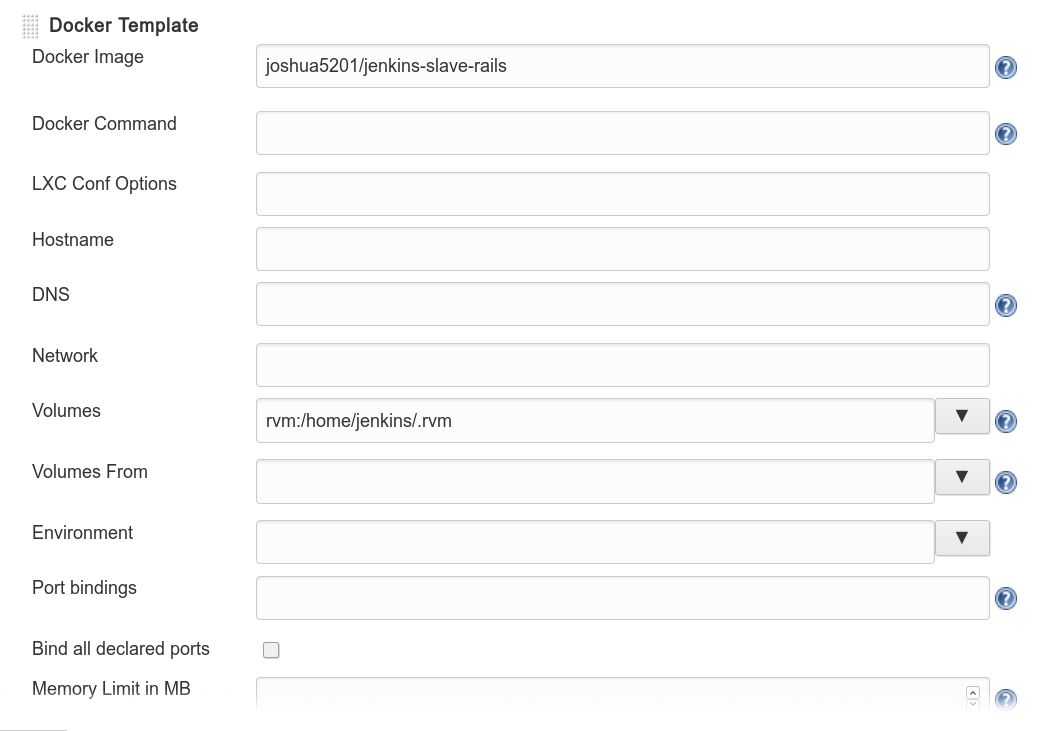 Docker Template
Docker Image joshua5201/jenkins-slave-rails
Docker Command
LXC Conf Options
Hostname
DNS
Network
Volumes rvm:/home/jenkins/.rvm
Volumes From
Environment
Port bindings
Bind all declared ports
Memory Limit in MB